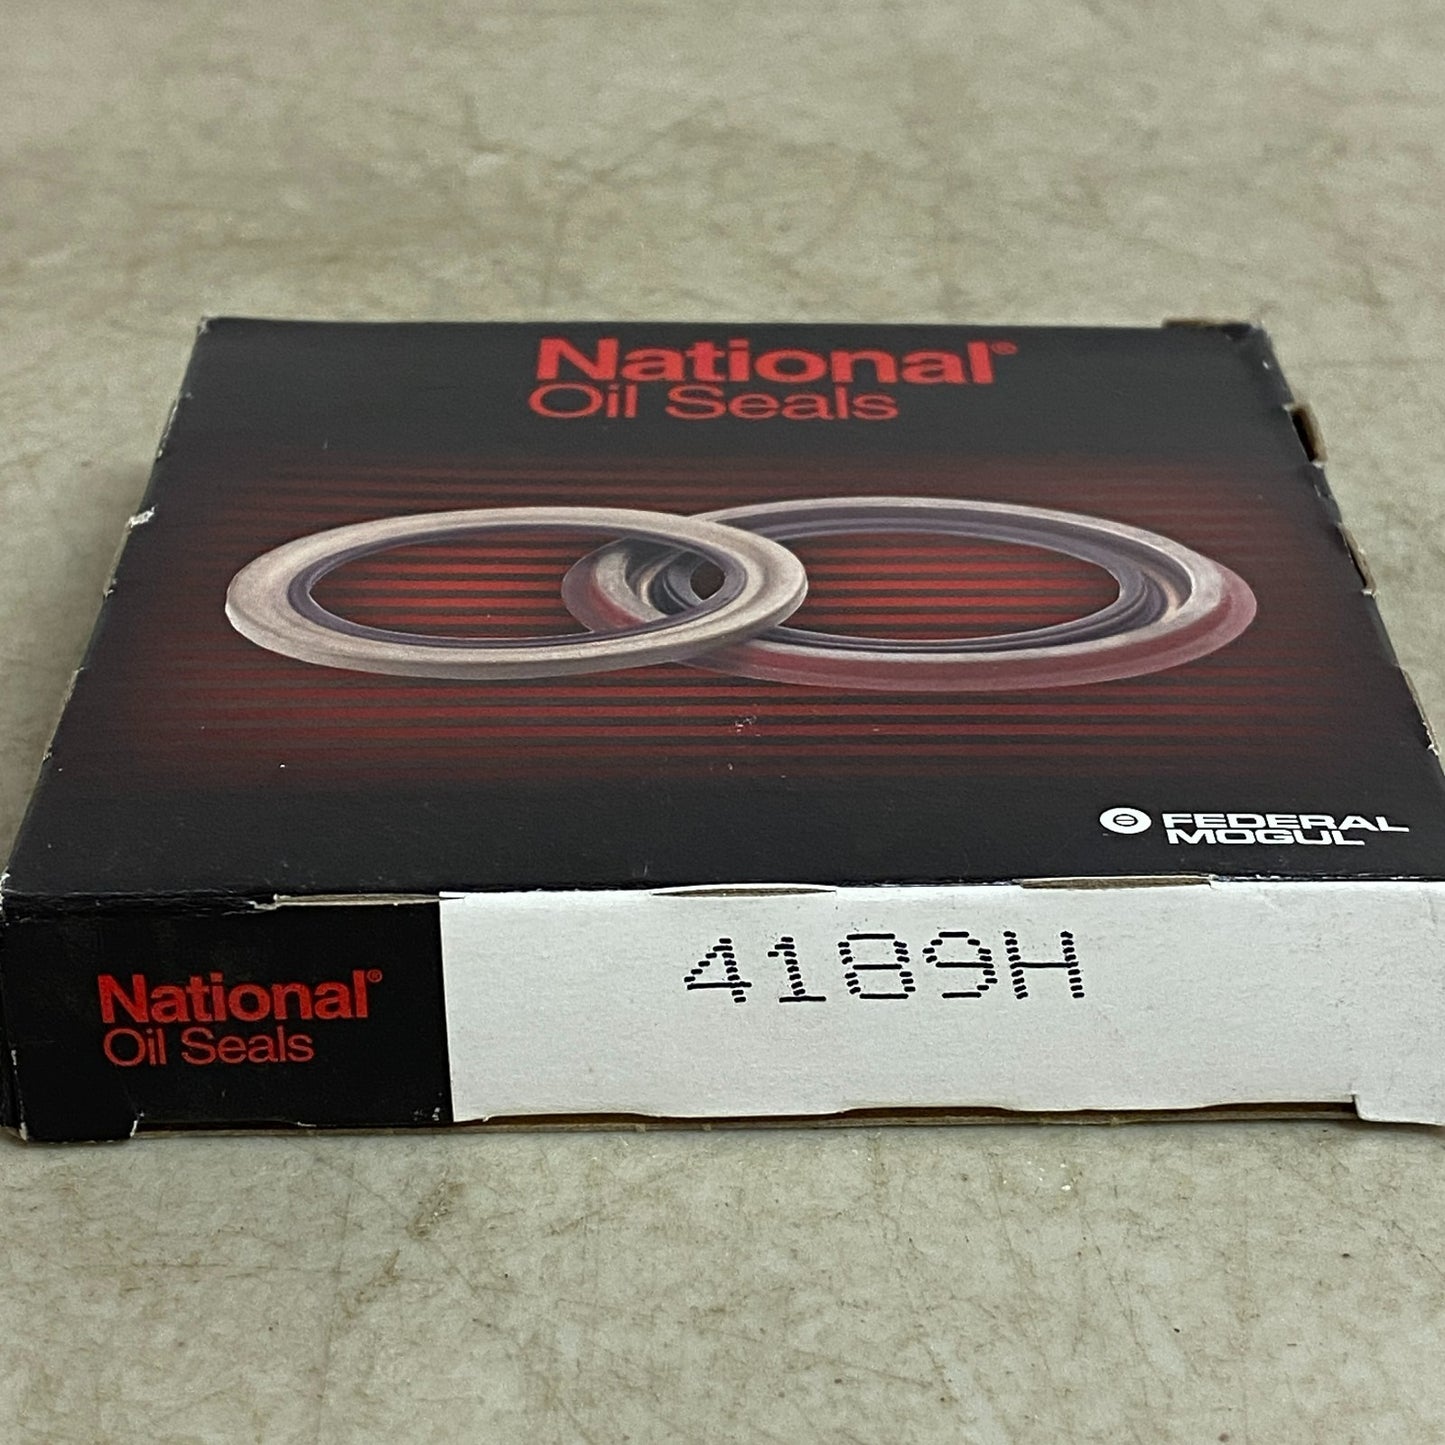 National®
Oil Seals
FEDERAL
MOGUL
National®
Oil Seals
4189H